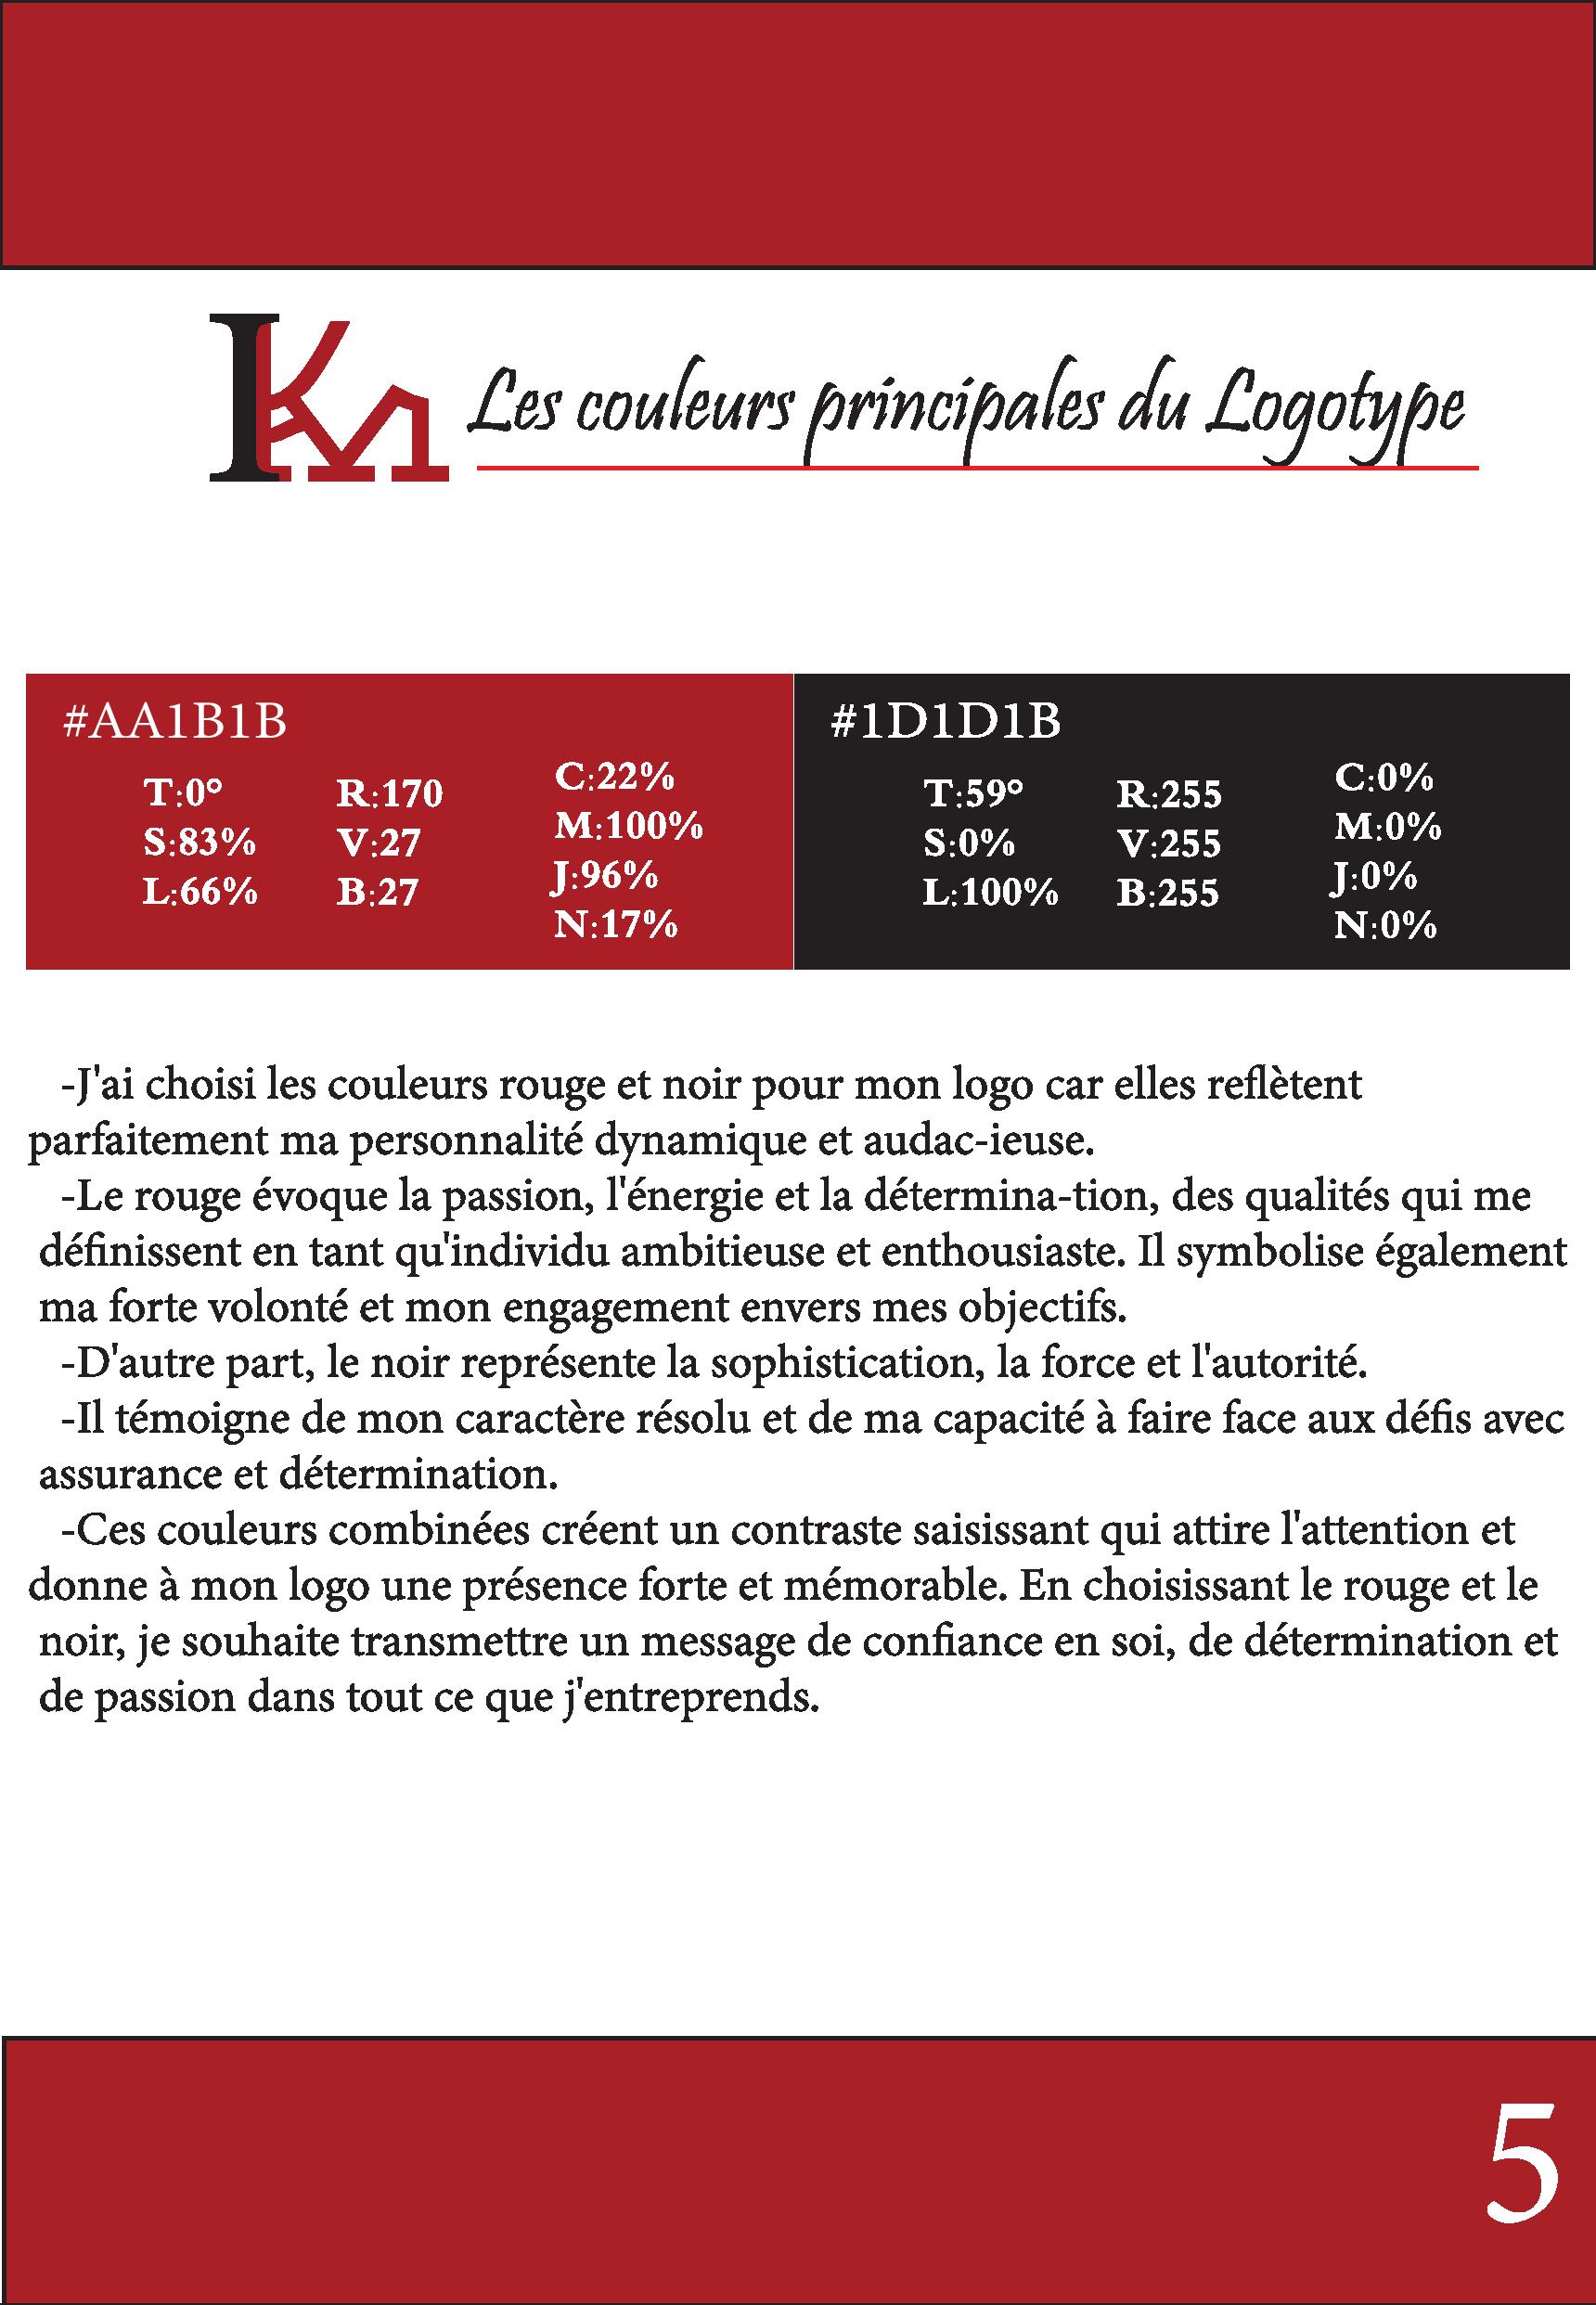 IKM
Les couleurs principales du Logotype
#AA1B1B
T:0°
S:83%
L:66%
R:170
V:27
B:27
C:22%
M:100%
J:96%
N:17%
#1D1D1B
T:59°
S:0%
L:100%
R:255
V:255
B:255
C:0%
M:0%
J:0%
N:0%
-J'ai choisi les couleurs rouge et noir pour mon logo car elles reflètent
parfaitement ma personnalité dynamique et audac-ieuse.
-Le rouge évoque la passion, l'énergie et la détermina-tion, des qualités qui me
définissent en tant qu'individu ambitieuse et enthousiaste. Il symbolise également
ma forte volonté et mon engagement envers mes objectifs.
-D'autre part, le noir représente la sophistication, la force et l'autorité.
-Il témoigne de mon caractère résolu et de ma capacité à faire face aux défis avec
assurance et détermination.
-Ces couleurs combinées créent un contraste saisissant qui attire l'attention et
donne à mon logo une présence forte et mémorable. En choisissant le rouge et le
noir, je souhaite transmettre un message de confiance en soi, de détermination et
de passion dans tout ce que j'entreprends.
5